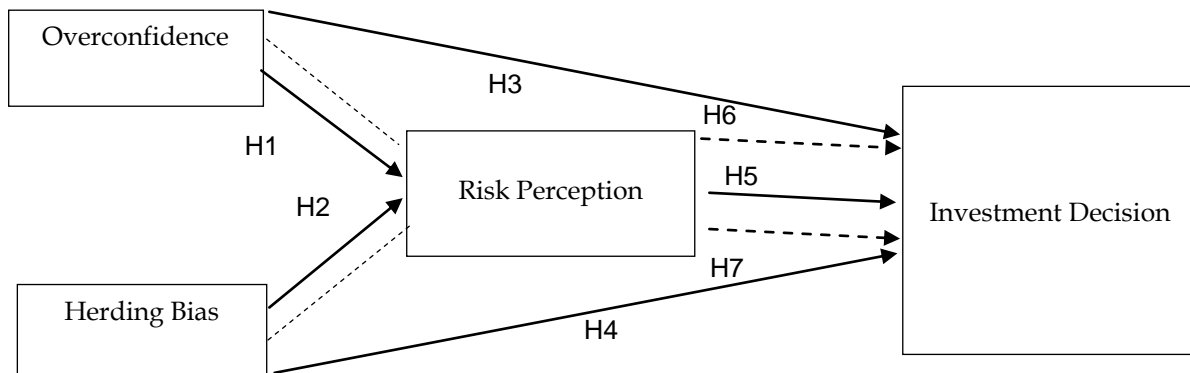 Overconfidence
H3
H6
H1
Risk Perception
H5
H2
Investment Decision
H7
Herding Bias
H4